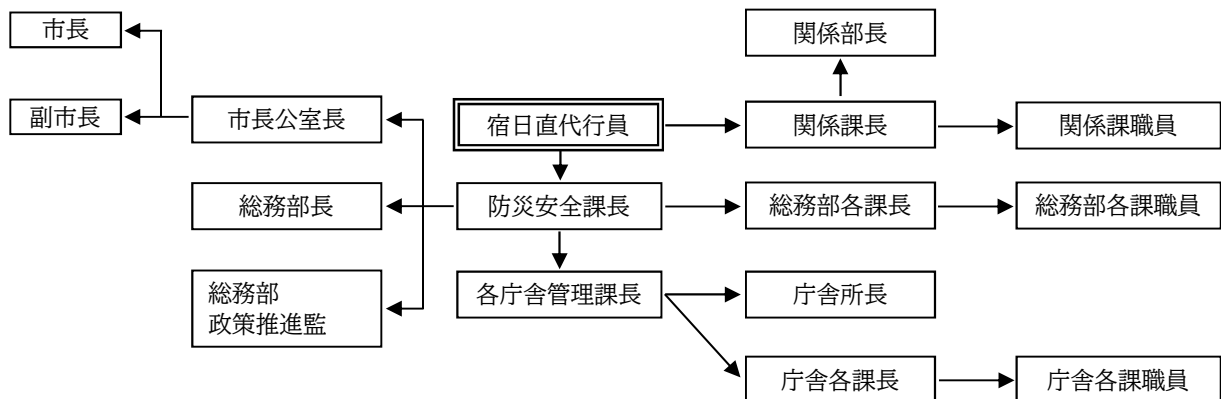 市長
関係部長
副市長
市長公室長
宿日直代行員
関係課長
関係課職員
総務部長
防災安全課長
総務部各課長
総務部各課職員
総務部
政策推進監
各庁舎管理課長
庁舎所長
庁舎各課長
庁舎各課職員